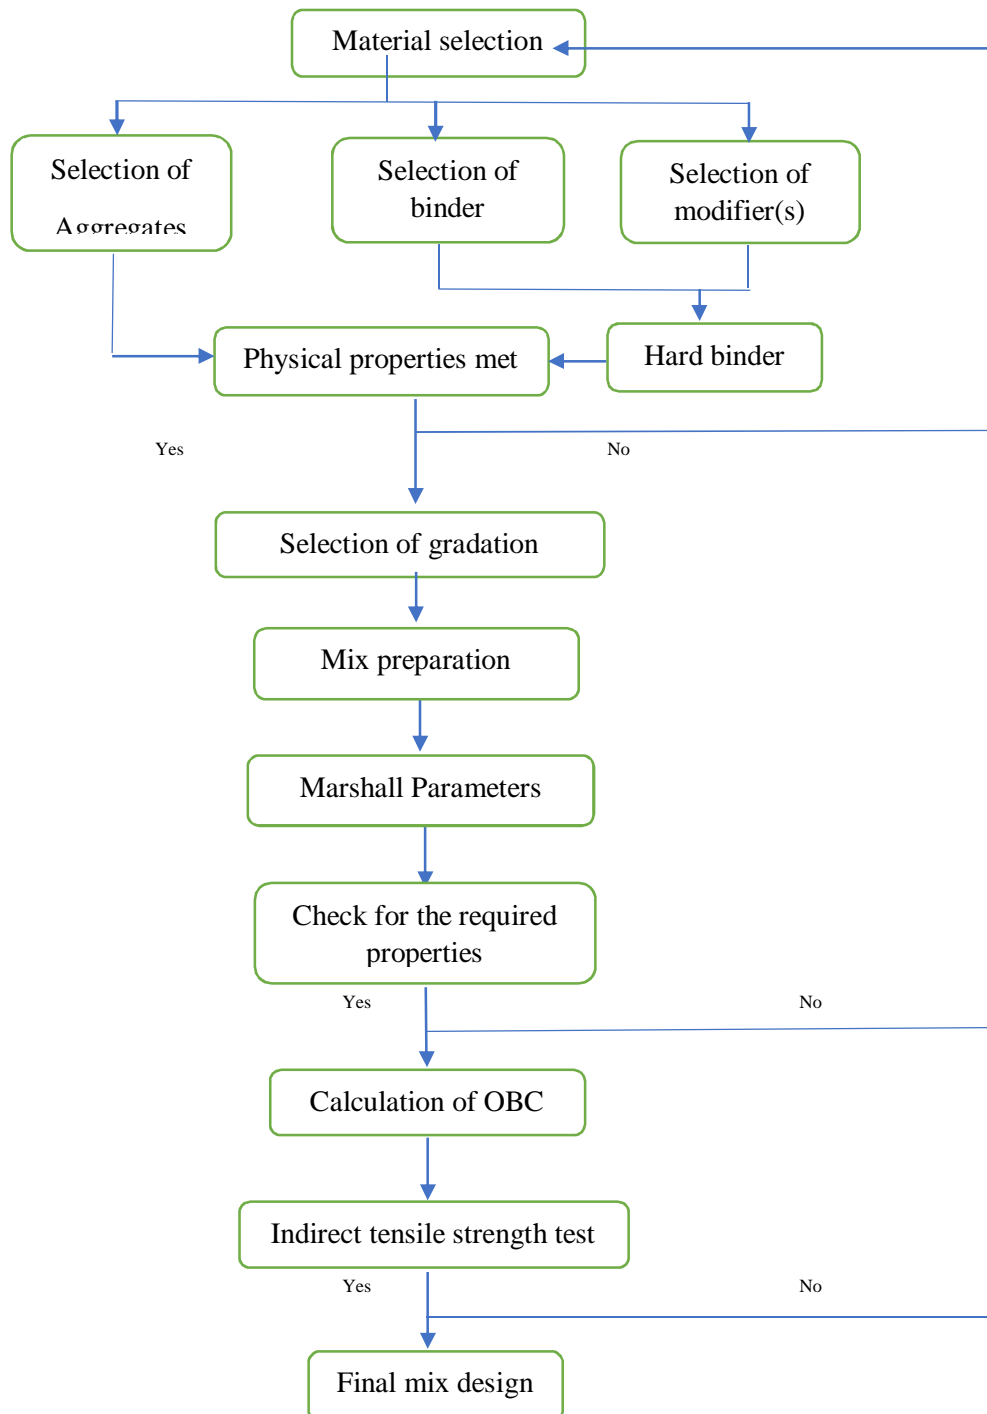 Material selection
Selection of
Aggregates
Selection of
binder
Selection of
modifier(s)
Physical properties met
Hard binder
Yes
No
Selection of gradation
Mix preparation
Marshall Parameters
Check for the required
properties
Yes
No
Calculation of OBC
Indirect tensile strength test
Yes
No
Final mix design